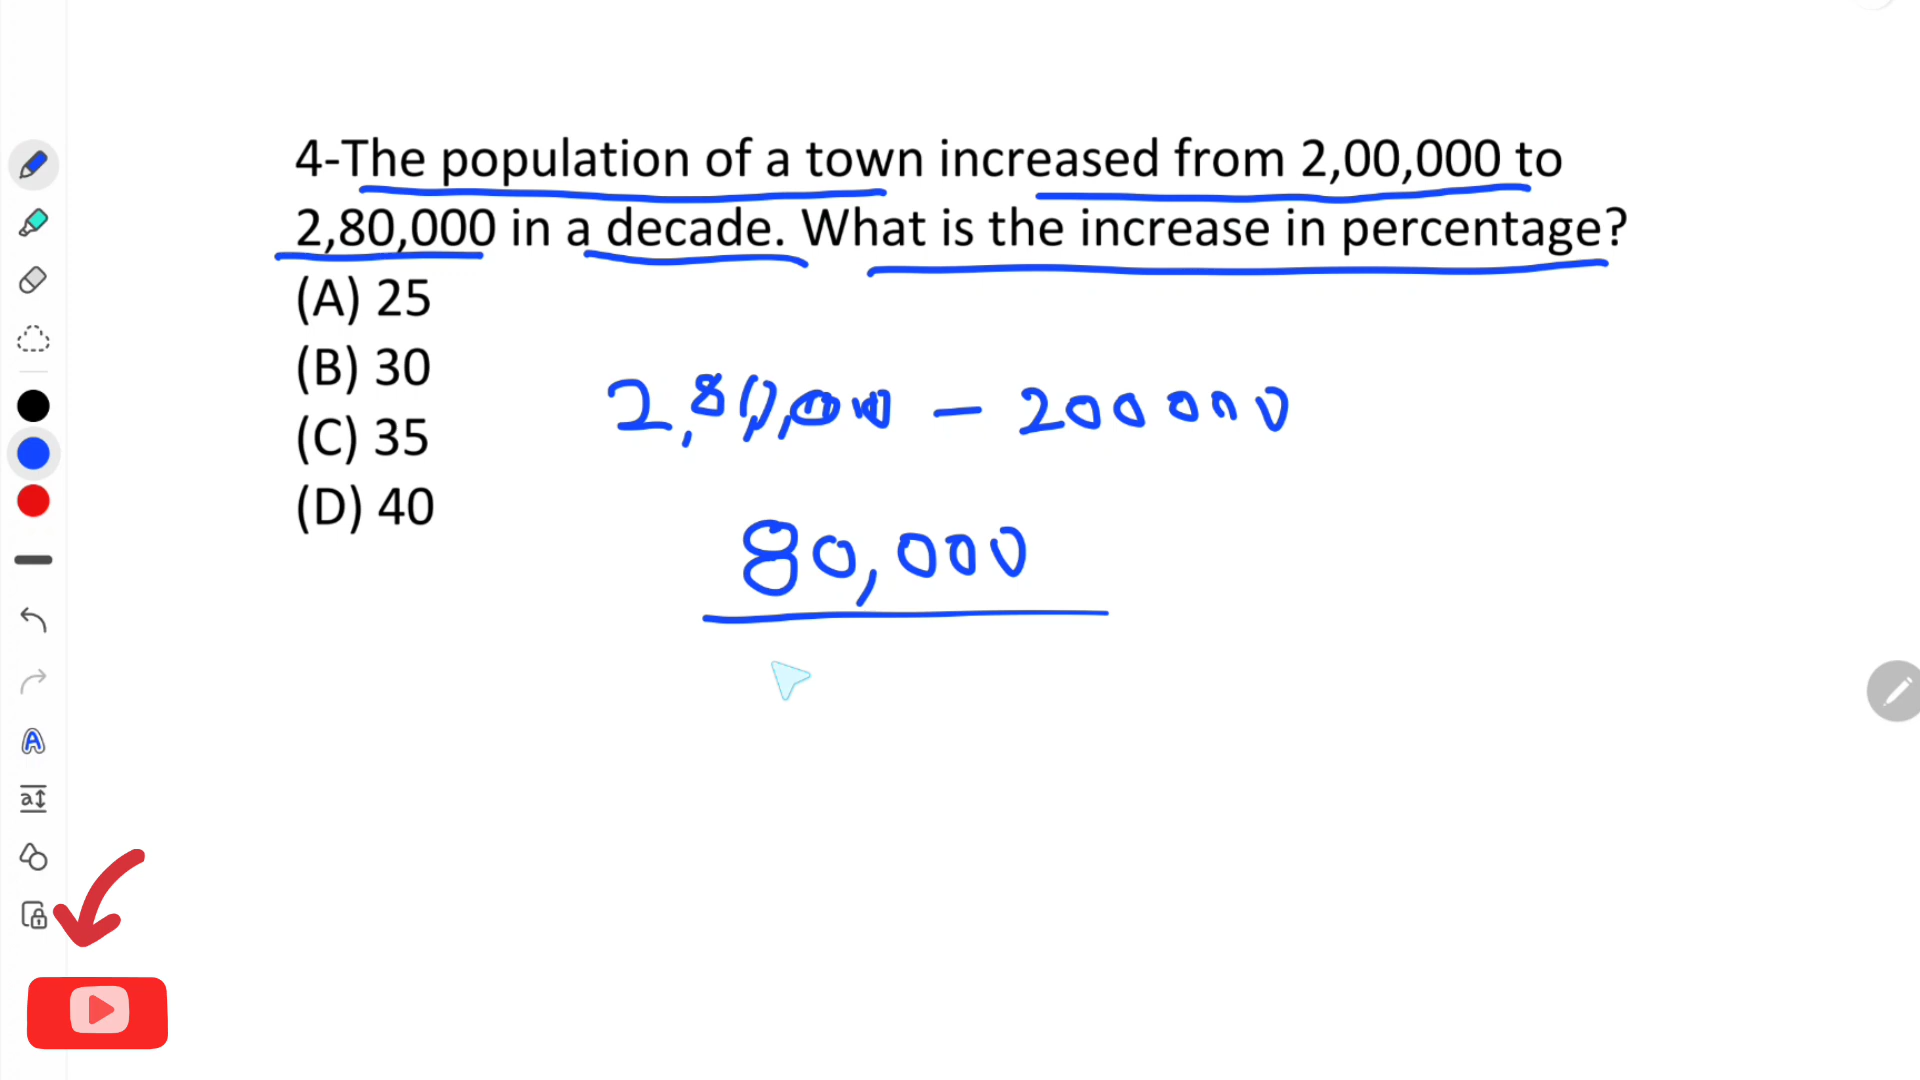 4-The population of a town increased from 2,00,000 to
2,80,000 in a decade. What is the increase in percentage?
(A) 25
(B) 30
(C) 35
(D) 40
2,80,000 - 200000
80,000